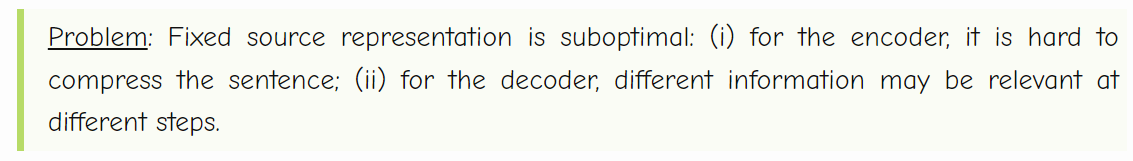 Problem: Fixed source representation is suboptimal: (i) for the encoder, it is hard to
compress the sentence; (ii) for the decoder, different information may be relevant at
different steps.